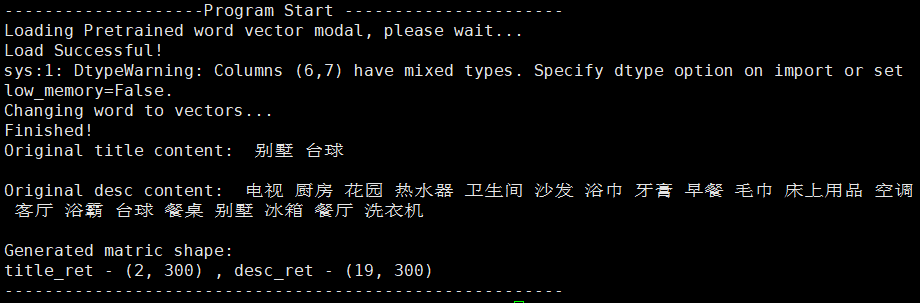 --------------------Program Start -----------------------
Loading Pretrained word vector modal, please wait...
Load Successful!
sys:1: DtypeWarning: Columns (6,7) have mixed types. Specify dtype option on import or set
low_memory=False.
Changing word to vectors...
Finished!
Original title content:  别墅 台球
Original desc content:  电视 厨房 花园 热水器 卫生间 沙发 浴巾 牙膏 早餐 毛巾 床上用品 空调
客厅 浴霸 台球 餐桌 别墅 冰箱 餐厅 洗衣机
Generated matric shape:
title_ret - (2, 300) , desc_ret - (19, 300)
--------------------------------------------------------